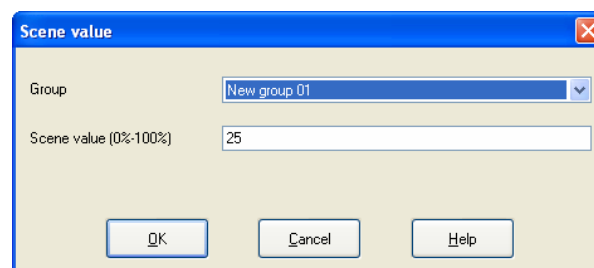 Scene value
Group New group 01
Scene value (0%-100%) 25
OK Cancel Help